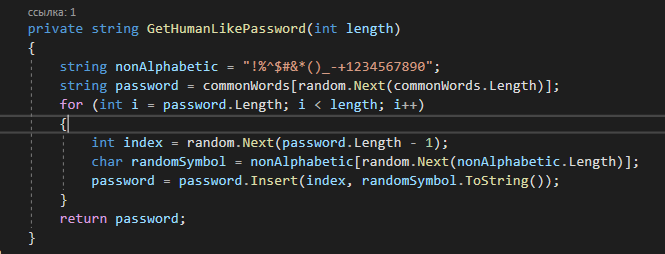 ссылка: 1
private string GetHumanLikePassword(int length)
{
string nonAlphabetic = "!%^$#&*()_-+1234567890";
string password = commonWords[random.Next(commonWords.Length)];
for (int i = password.Length; i < length; i++)
{
int index = random.Next(password.Length - 1);
char randomSymbol = nonAlphabetic[random.Next(nonAlphabetic.Length)];
password = password.Insert(index, randomSymbol.ToString());
}
return password;
}